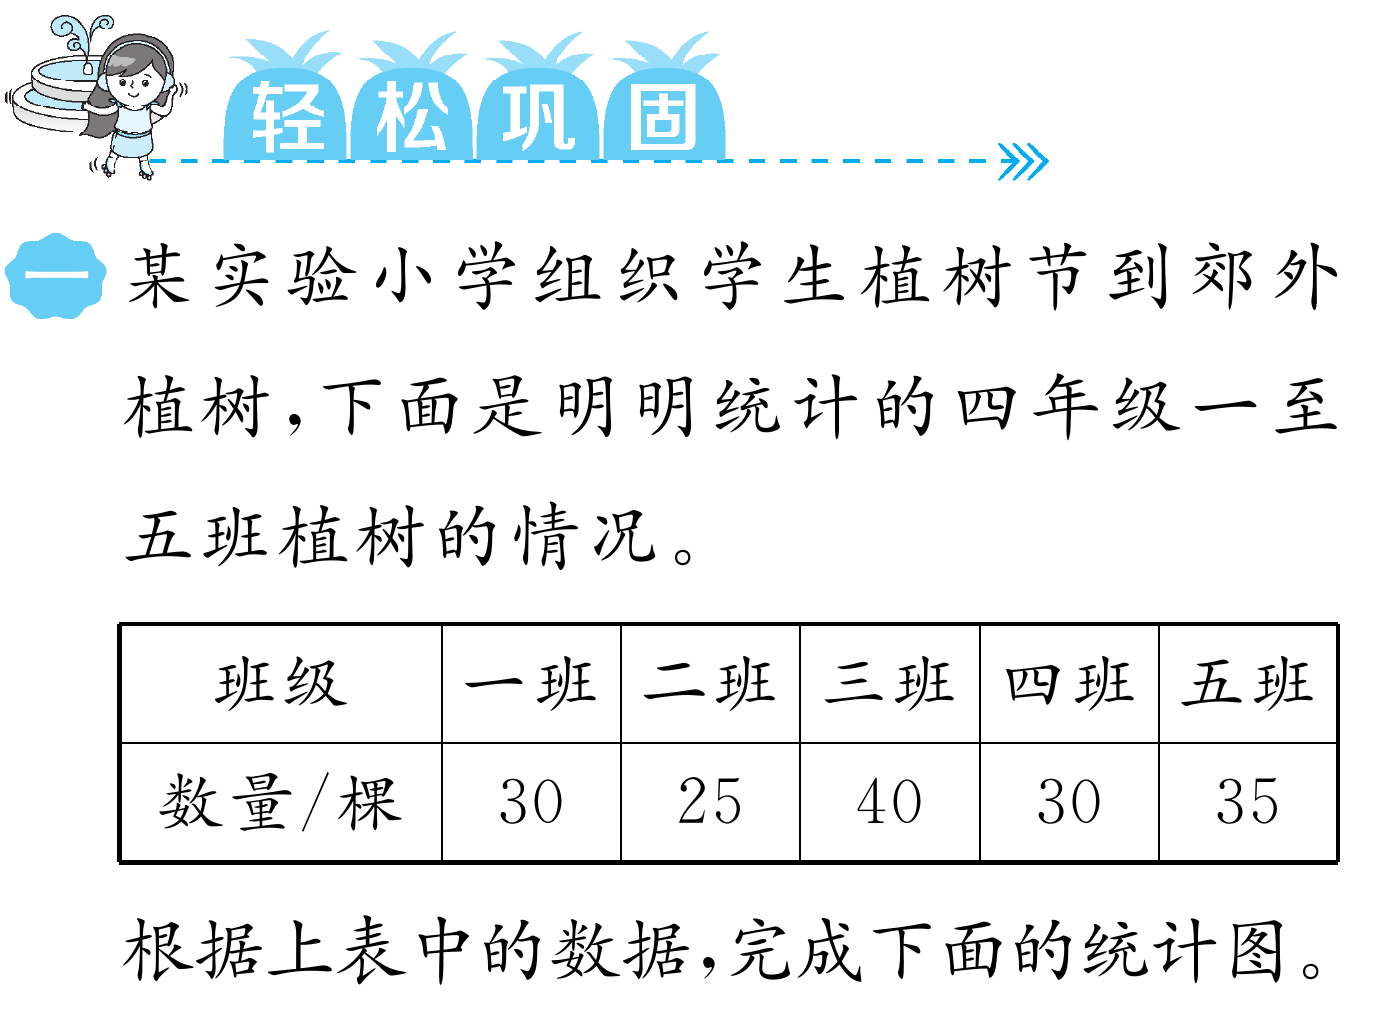 轻松巩固
一 某实验小学组织学生植树节到郊外
植树,下面是明明统计的四年级一至
五班植树的情况。
班级 一班 二班 三班 四班 五班
数量/棵 30 25 40 30 35
根据上表中的数据,完成下面的统计图。